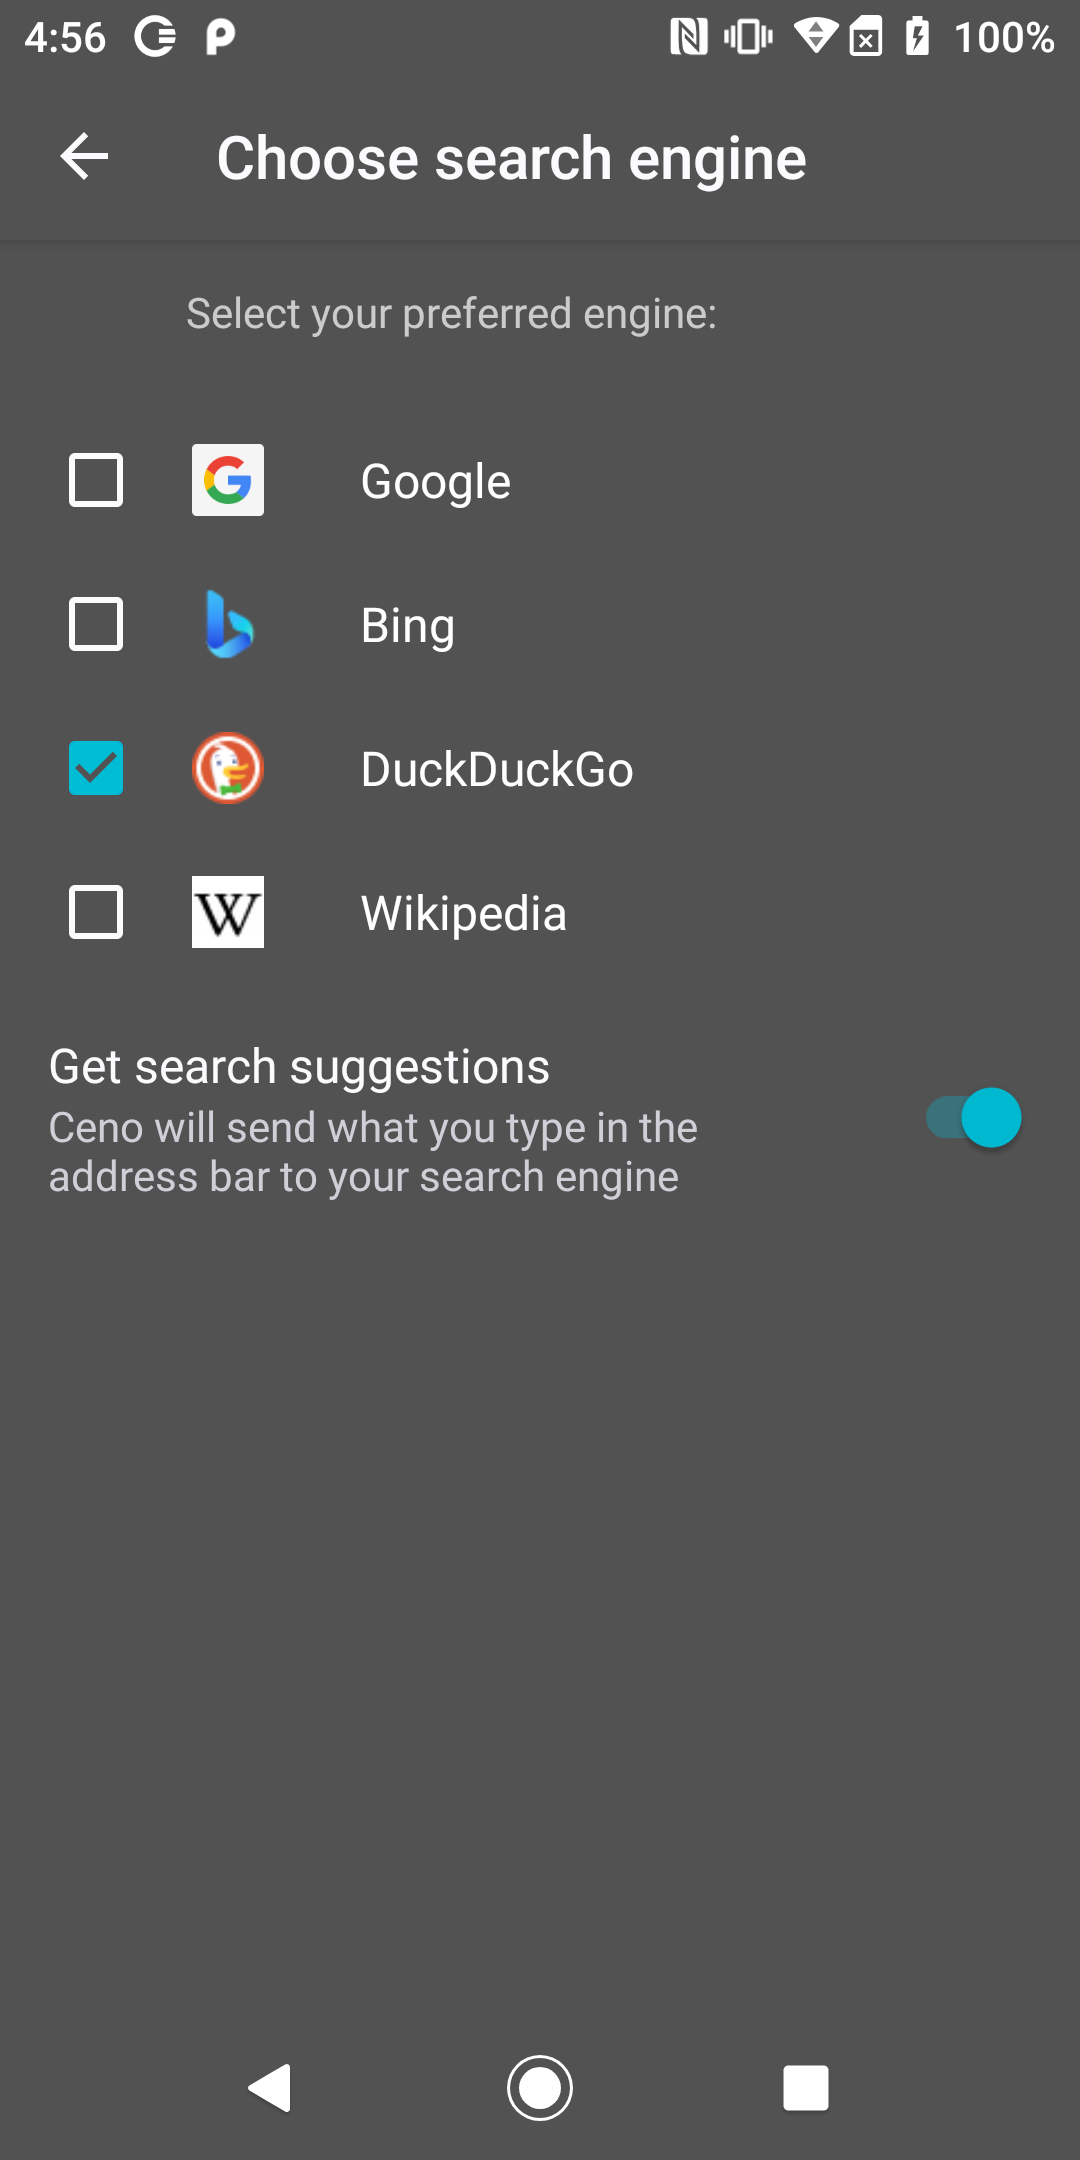 4:56
100%
Choose search engine
Select your preferred engine:
Google
Bing
DuckDuckGo
W
Wikipedia
Get search suggestions
Ceno will send what you type in the
address bar to your search engine